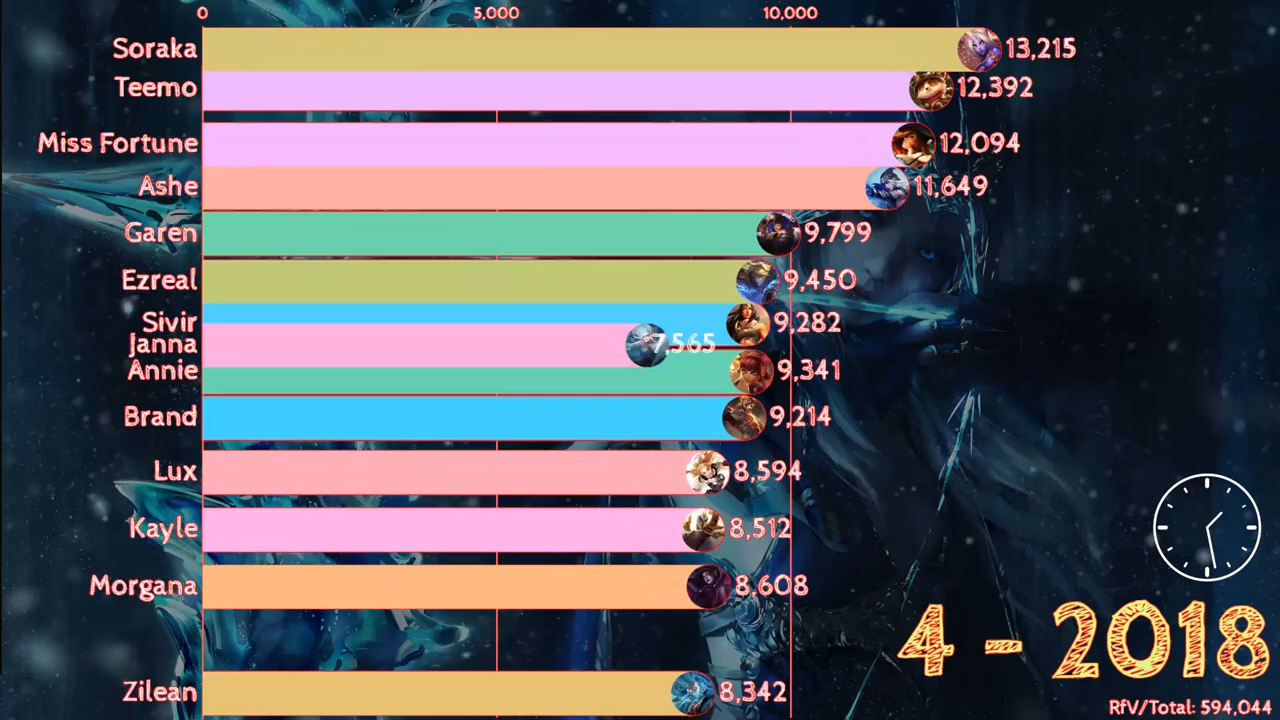 0 5,000 10,000
Soraka 13,215
Teemo 12,392
Miss Fortune 12,094
Ashe 11,649
Garen 9,799
Ezreal 9,450
Sivir 9,282
Janna 7,565
Annie 9,341
Brand 9,214
Lux 8,594
Kayle 8,512
Morgana 8,608
4 - 2018
Zilean 8,342
RfV/Total: 594,044